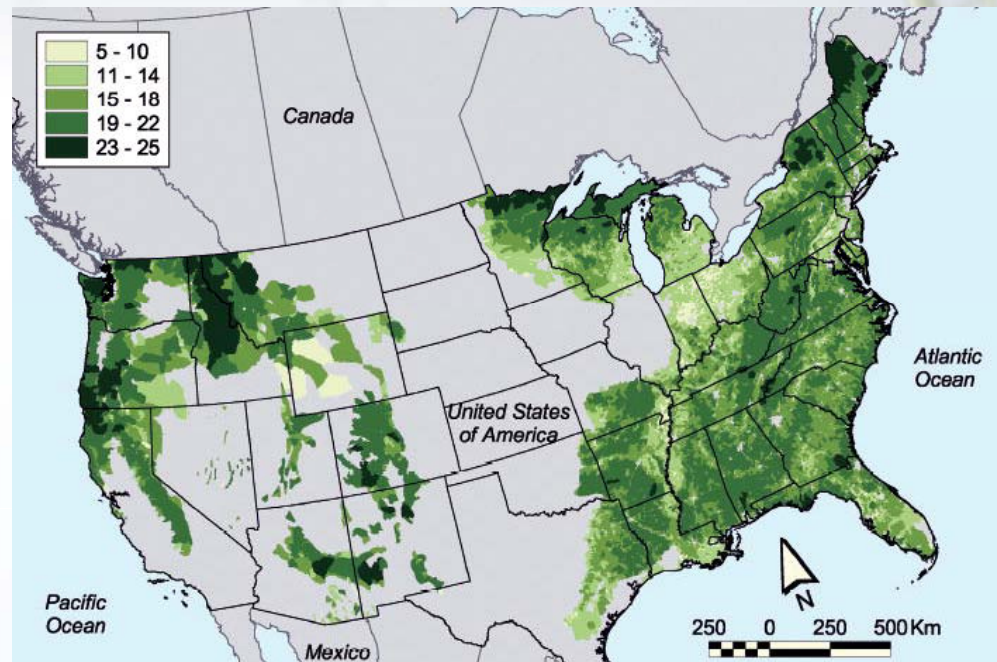 5 - 10
11 - 14
15 - 18
19 - 22
23 - 25
Canada
United States
of America
Atlantic
Ocean
Pacific
Ocean
Mexico
N
250 0 250 500 Km